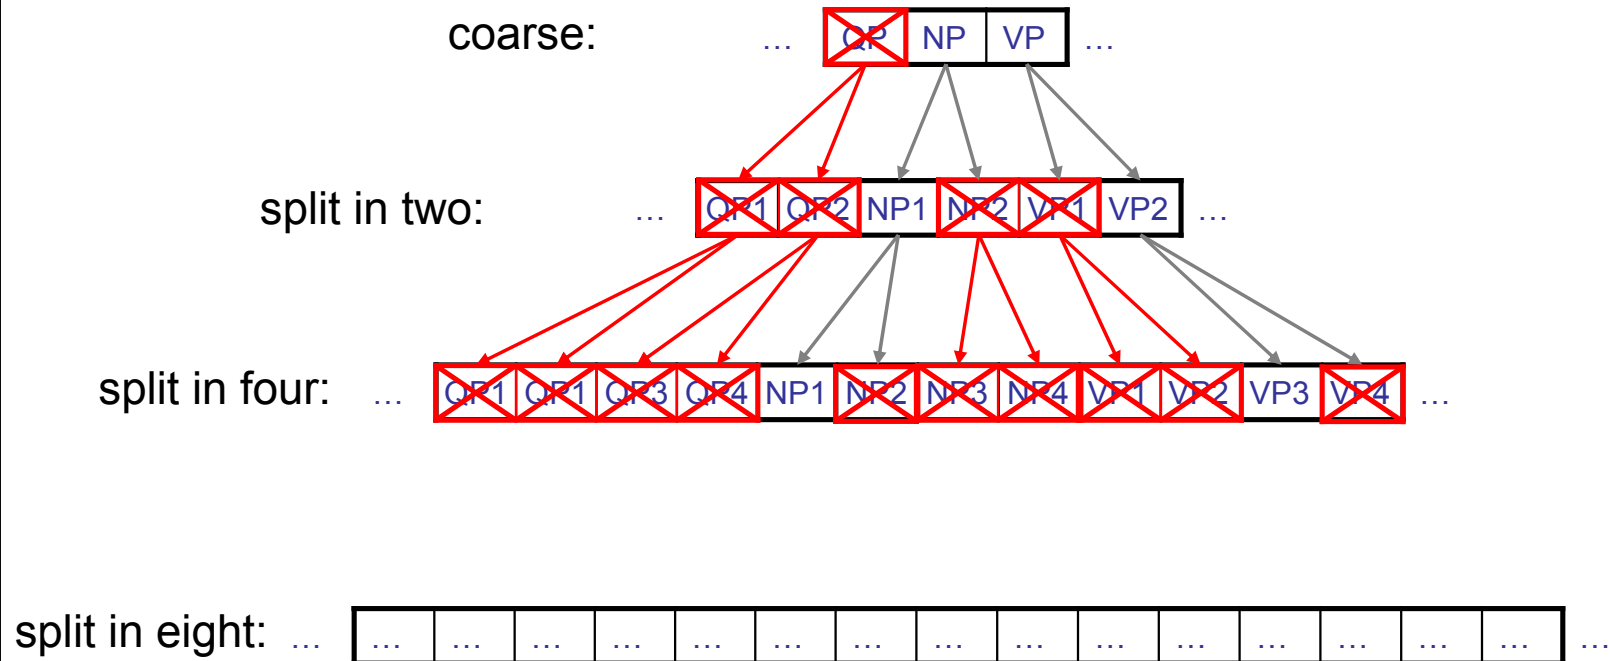 coarse: ... QP NP VP ...
split in two: ... QP1 QP2 NP1 NP2 VP1 VP2 ...
split in four: ... QP1 QP1 QP3 QP4 NP1 NP2 NP3 NP4 VP1 VP2 VP3 VP4 ...
split in eight: ... ... ... ... ... ... ... ... ... ... ... ... ... ... ... ... ...